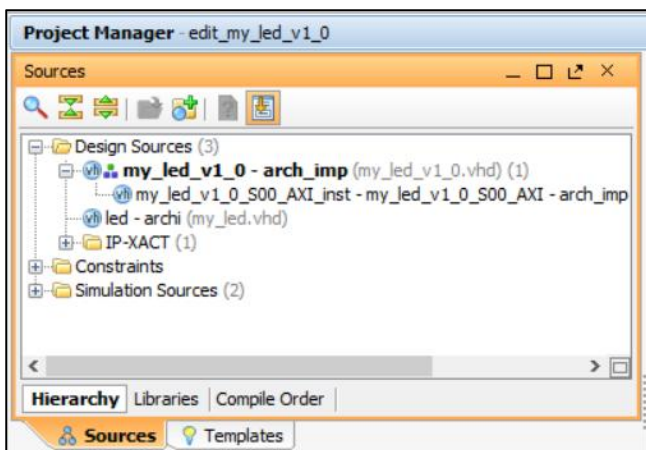 Project Manager - edit_my_led_v1_0
Sources
Design Sources (3)
my_led_v1_0 - arch_imp (my_led_v1_0.vhd) (1)
my_led_v1_0_S00_AXI_inst - my_led_v1_0_S00_AXI - arch_imp
led - archi (my_led.vhd)
IP-XACT (1)
Constraints
Simulation Sources (2)
Hierarchy Libraries Compile Order
Sources Templates